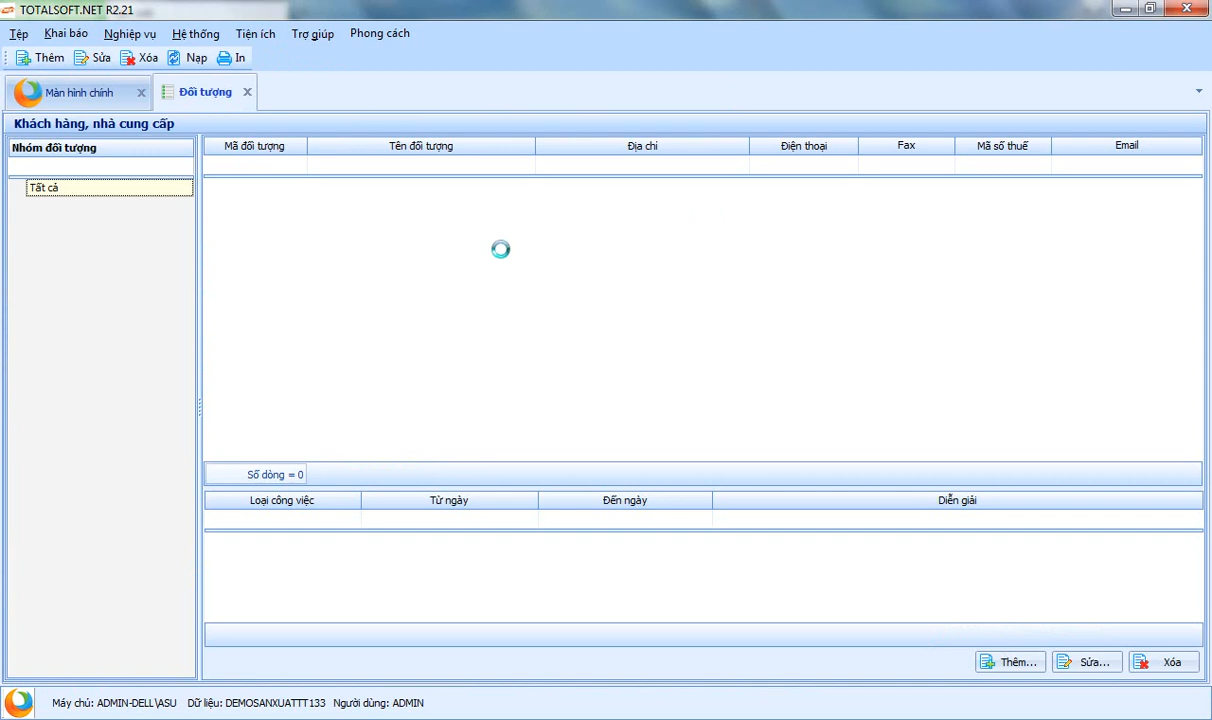 TOTALSOFT.NET R2.21
Tệp Khai báo Nghiệp vụ Hệ thống Tiện ích Trợ giúp Phong cách
Thêm Sửa Xóa Nạp In
Màn hình chính Đối tượng
Khách hàng, nhà cung cấp
Nhóm đối tượng
Tất cả
Mã đối tượng Tên đối tượng Địa chỉ Điện thoại Fax Mã số thuế Email
Số dòng = 0
Loại công việc Từ ngày Đến ngày Diễn giải
Thêm... Sửa... Xóa
Máy chủ: ADMIN-DELL\ASU Dữ liệu: DEMOSANXUATTT133 Người dùng: ADMIN